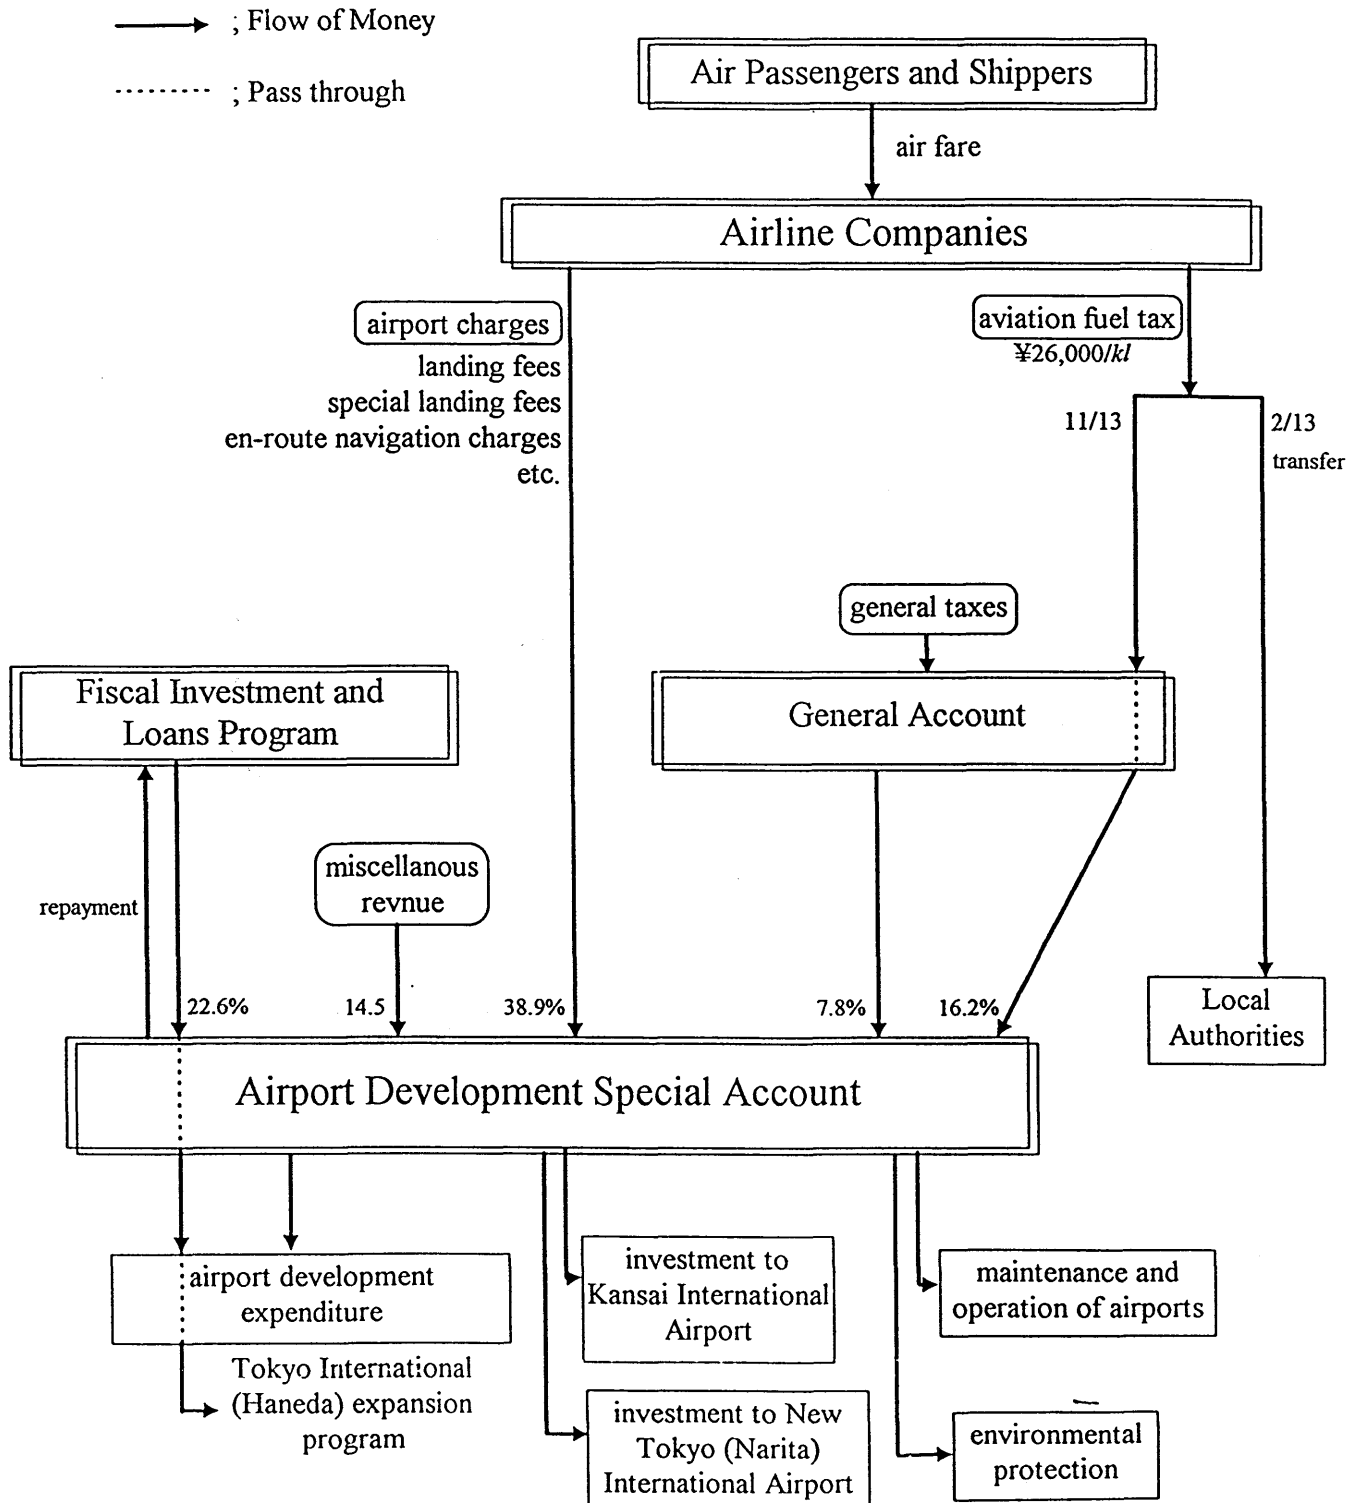 ; Flow of Money
; Pass through
Air Passengers and Shippers
air fare
Airline Companies
airport charges
landing fees
special landing fees
en-route navigation charges
etc.
aviation fuel tax
¥26,000/kl
11/13
2/13
transfer
general taxes
Fiscal Investment and
Loans Program
General Account
miscellanous
revnue
repayment
22.6%
14.5
38.9%
7.8%
16.2%
Local
Authorities
Airport Development Special Account
airport development
expenditure
investment to
Kansai International
Airport
maintenance and
operation of airports
Tokyo International
(Haneda) expansion
program
investment to New
Tokyo (Narita)
International Airport
environmental
protection